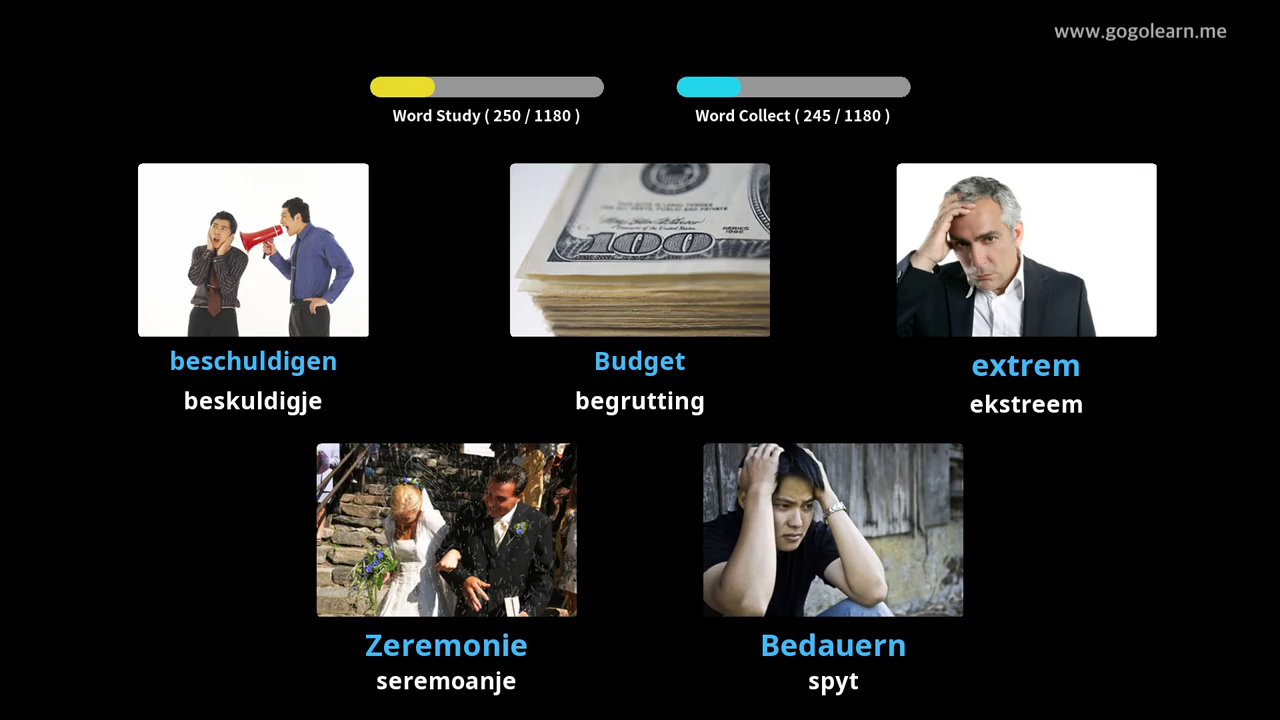 www.gogolearn.me
Word Study ( 250 / 1180 )
Word Collect ( 245 / 1180 )
100
beschuldigen
beskuldigje
Budget
begrutting
extrem
ekstreem
Zeremonie
seremoanje
Bedauern
spyt